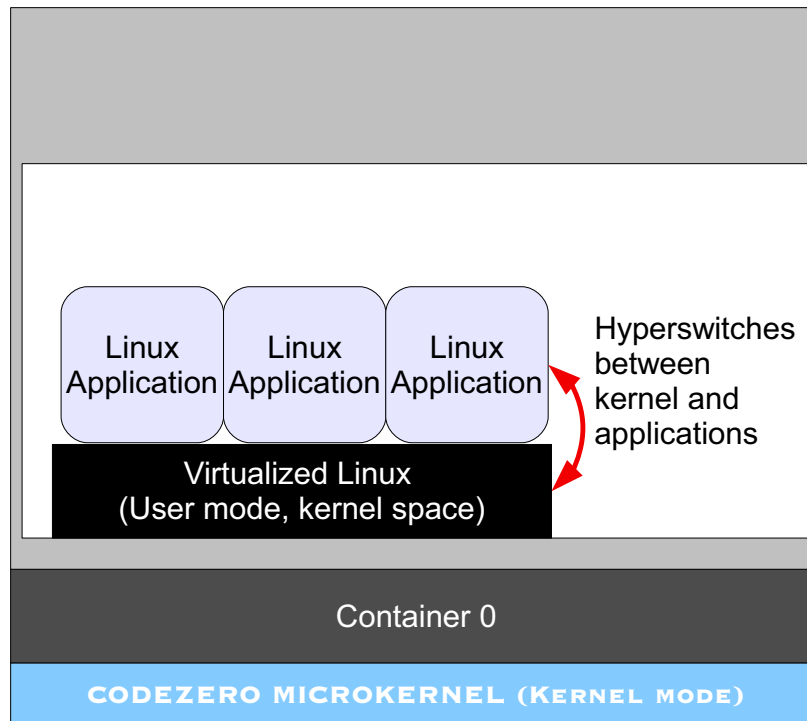 Linux
Application
Linux
Application
Linux
Application
Hyperswitches
between
kernel and
applications
Virtualized Linux
(User mode, kernel space)
Container 0
CODEZERO MICROKERNEL (KERNEL MODE)